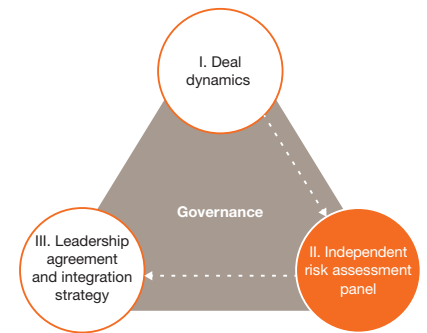 I. Deal
dynamics
Governance
III. Leadership
agreement
and integration
strategy
II. Independent
risk assessment
panel